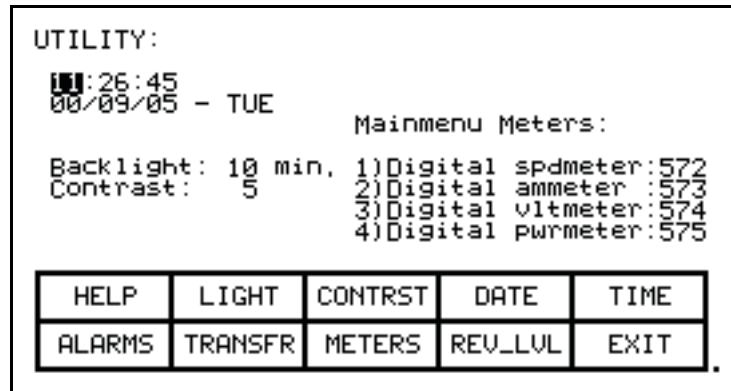 UTILITY:
11:26:45
00/09/05 - TUE
Mainmenu Meters:
Backlight: 10 min. 1)Digital spdmeter:572
Contrast: 5 2)Digital ammeter :573
3)Digital vltmeter:574
4)Digital pwrmeter:575
HELP LIGHT CONTRST DATE TIME
ALARMS TRANSFR METERS REV_LVL EXIT
.